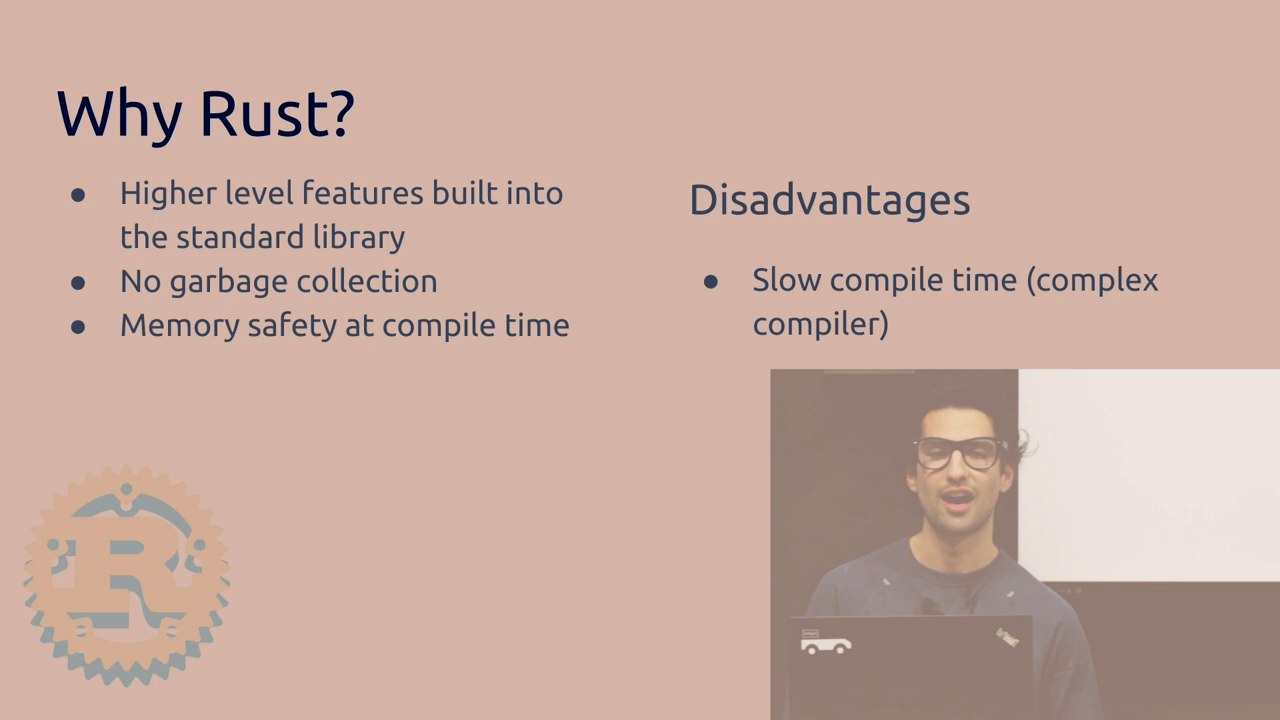 Why Rust?
● Higher level features built into
the standard library
● No garbage collection
● Memory safety at compile time
Disadvantages
● Slow compile time (complex
compiler)
R